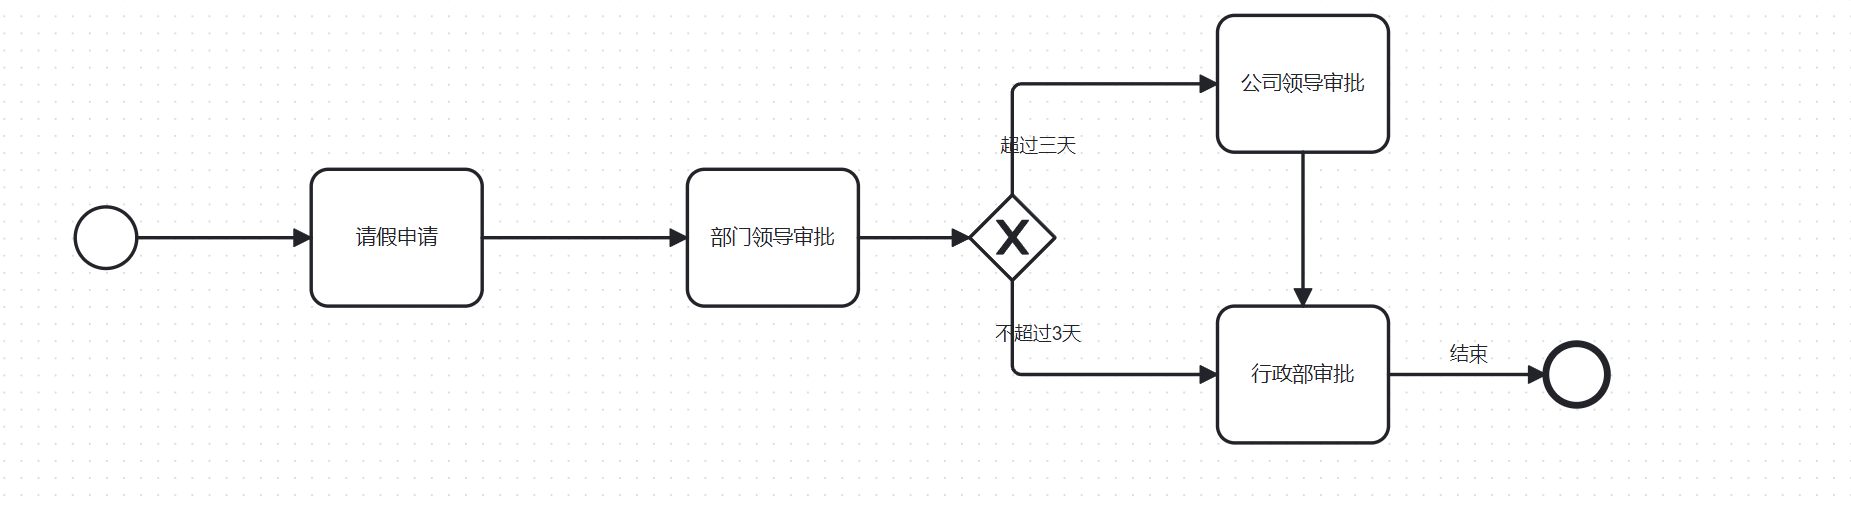 请假申请
部门领导审批
超过三天
公司领导审批
不超过3天
行政部审批
结束